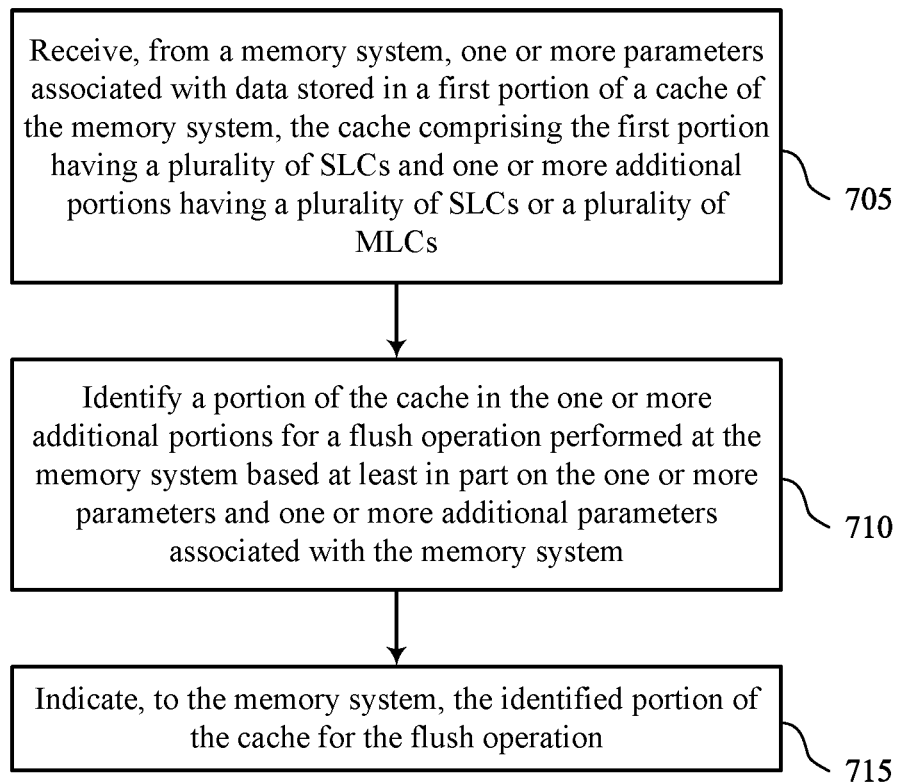 Receive, from a memory system, one or more parameters
associated with data stored in a first portion of a cache of
the memory system, the cache comprising the first portion
having a plurality of SLCs and one or more additional
portions having a plurality of SLCs or a plurality of
MLCs
705
Identify a portion of the cache in the one or more
additional portions for a flush operation performed at the
memory system based at least in part on the one or more
parameters and one or more additional parameters
associated with the memory system
710
Indicate, to the memory system, the identified portion of
the cache for the flush operation
715